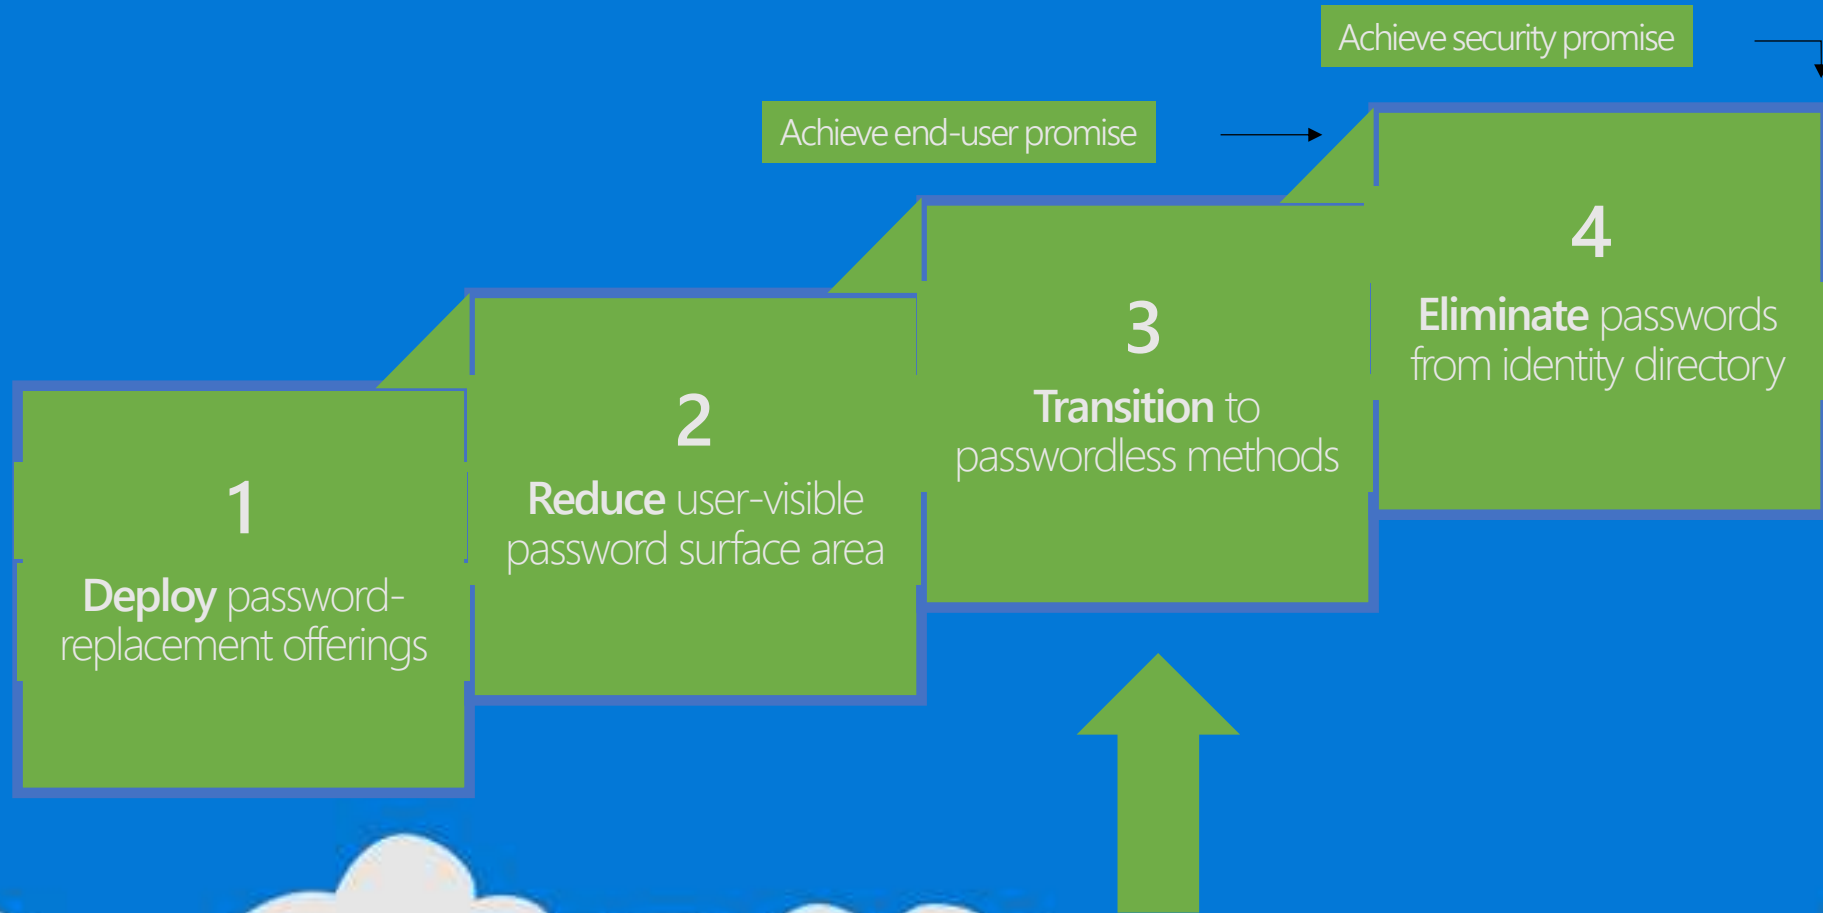 Achieve security promise
Achieve end-user promise
1
Deploy password-
replacement offerings
2
Reduce user-visible
password surface area
3
Transition to
passwordless methods
4
Eliminate passwords
from identity directory